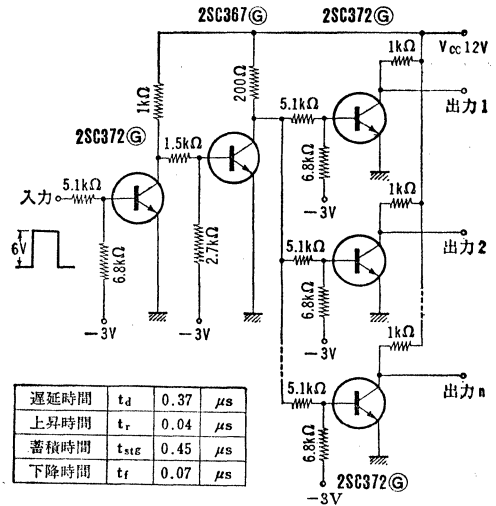 2SC367Ⓖ 2SC372Ⓖ
Vcc 12V
1kΩ
1kΩ
200Ω
5.1kΩ
出力1
2SC372Ⓖ
1.5kΩ
6.8kΩ
入力
5.1kΩ
-3V
1kΩ
6V
6.8kΩ
2.7kΩ
5.1kΩ
出力2
6.8kΩ
-3V
-3V
-3V
1kΩ
5.1kΩ
出力n
6.8kΩ
2SC372Ⓖ
-3V
遅延時間 td 0.37 μs
上昇時間 tr 0.04 μs
蓄積時間 tstg 0.45 μs
下降時間 tf 0.07 μs